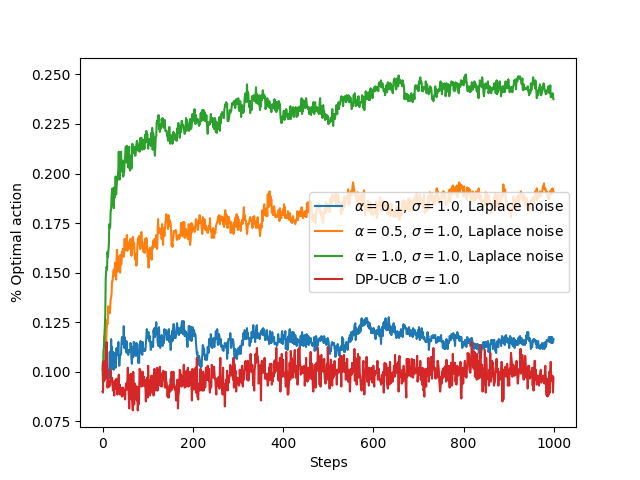 0.250
0.225
0.200
0.175
0.150
0.125
0.100
0.075
% Optimal action
α = 0.1, σ = 1.0, Laplace noise
α = 0.5, σ = 1.0, Laplace noise
α = 1.0, σ = 1.0, Laplace noise
DP-UCB σ = 1.0
0 200 400 600 800 1000
Steps